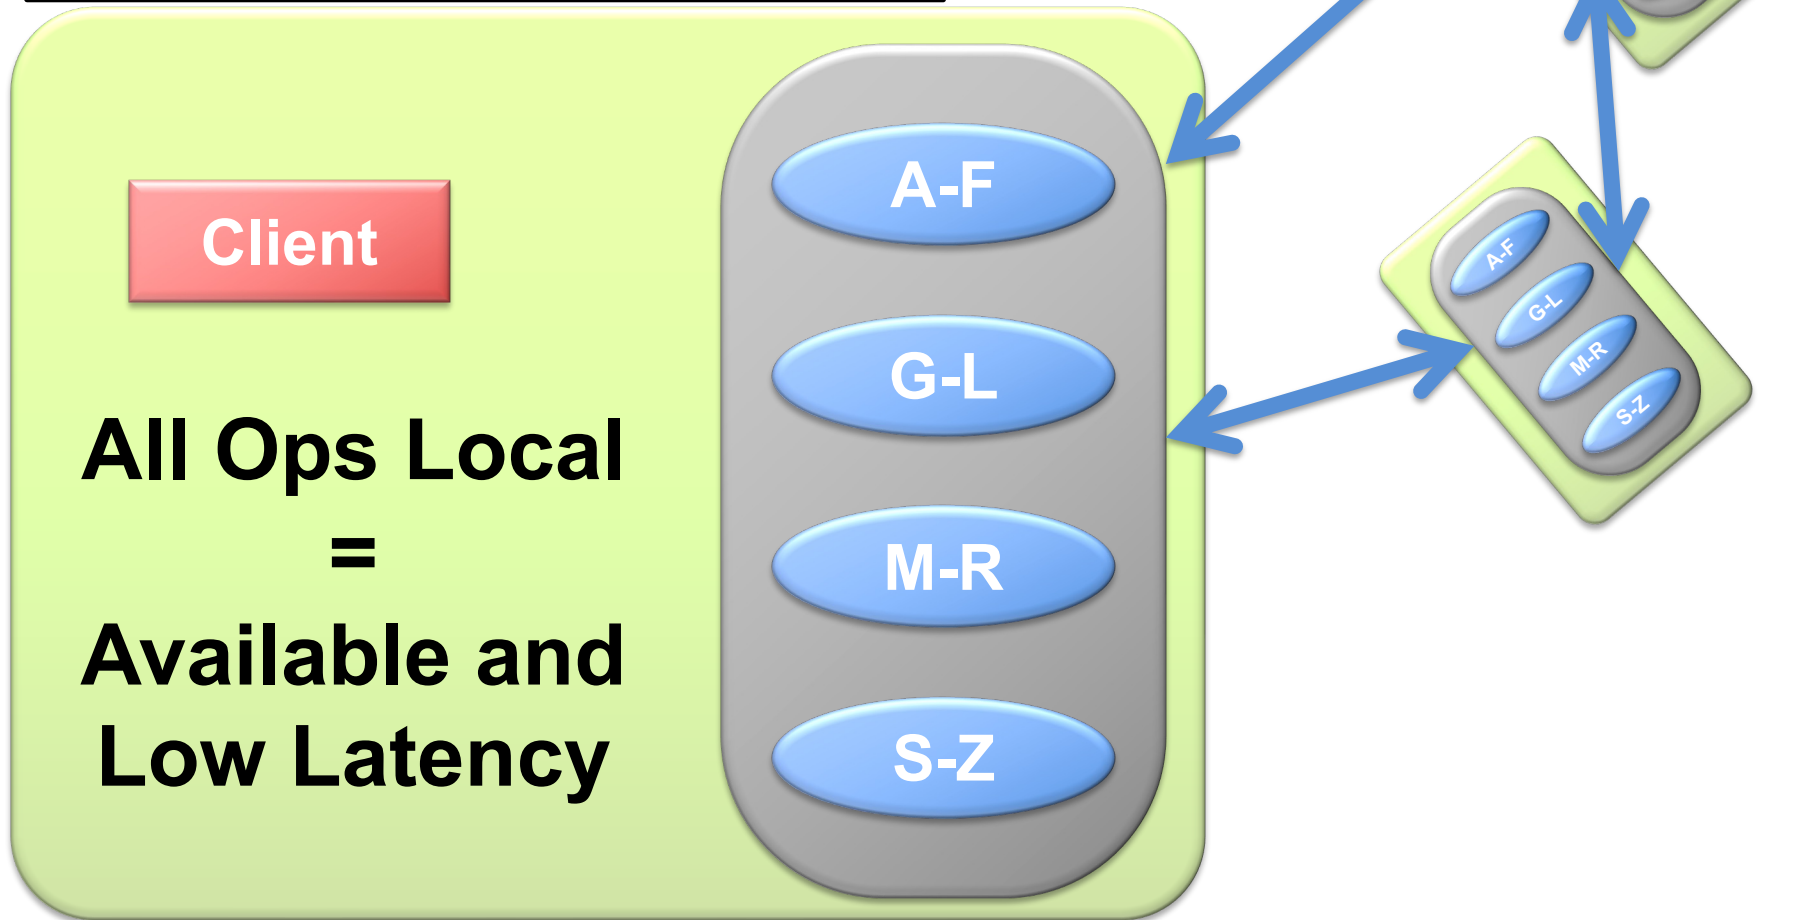 Client
All Ops Local
=
Available and
Low Latency
A-F
G-L
M-R
S-Z
A-F
G-L
M-R
S-Z